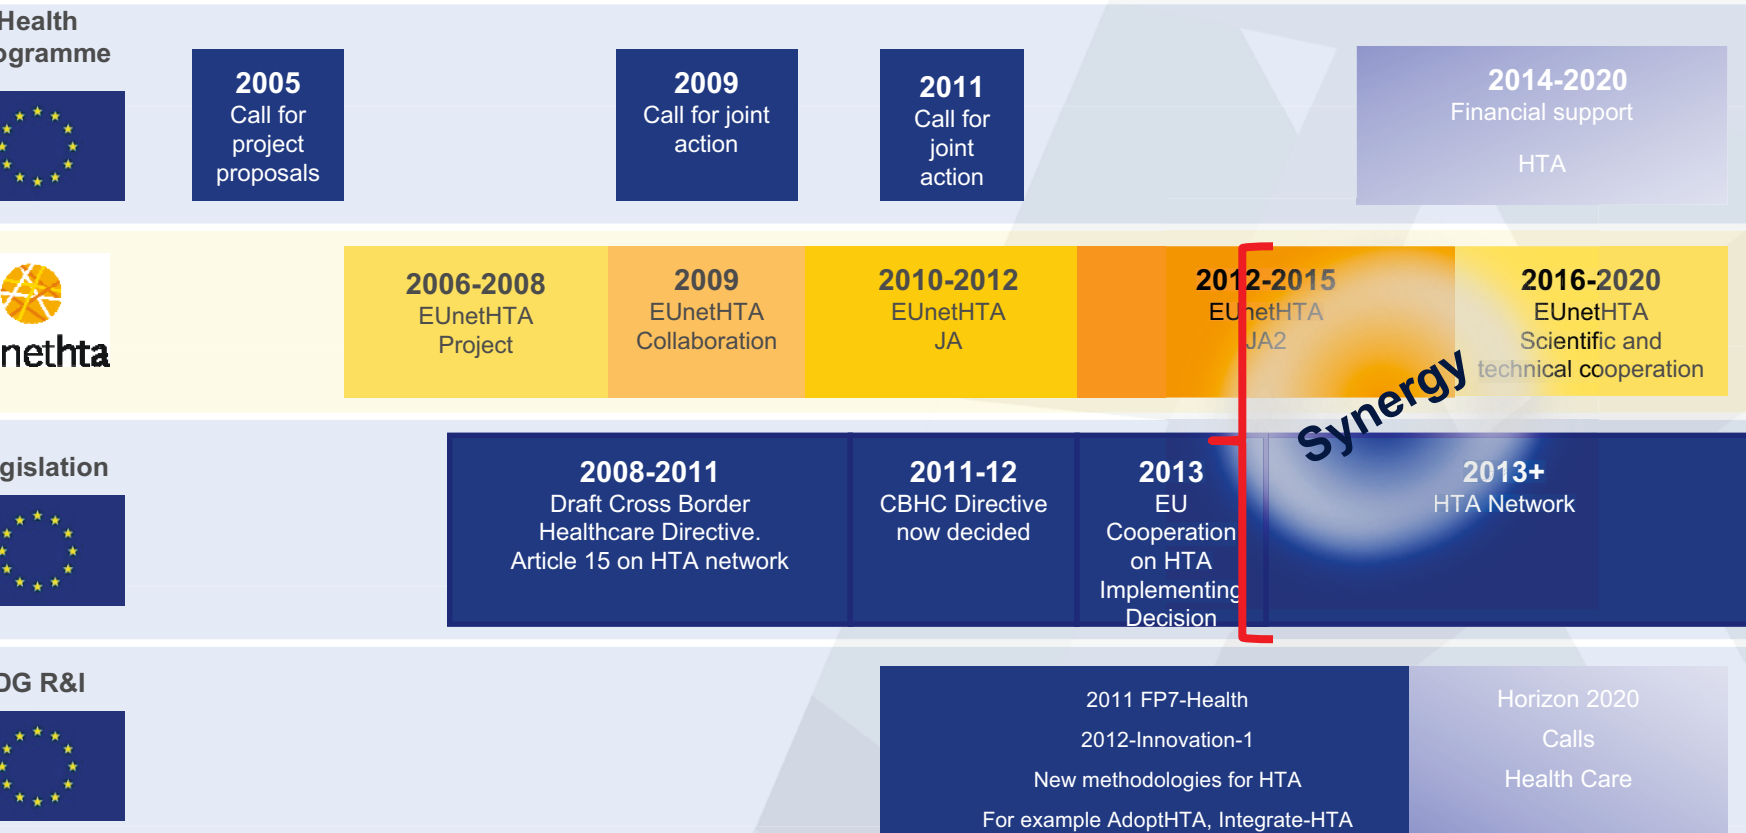 Health
ogramme
2005
Call for
project
proposals
2009
Call for joint
action
2011
Call for
joint
action
2014-2020
Financial support
HTA
nethta
2006-2008
EUnetHTA
Project
2009
EUnetHTA
Collaboration
2010-2012
EUnetHTA
JA
2012-2015
EUnetHTA
JA2
2016-2020
EUnetHTA
Scientific and
technical cooperation
Synergy
gislation
2008-2011
Draft Cross Border
Healthcare Directive.
Article 15 on HTA network
2011-12
CBHC Directive
now decided
2013
EU
Cooperation
on HTA
Implementing
Decision
2013+
HTA Network
DG R&I
2011 FP7-Health
2012-Innovation-1
New methodologies for HTA
For example AdoptHTA, Integrate-HTA
Horizon 2020
Calls
Health Care